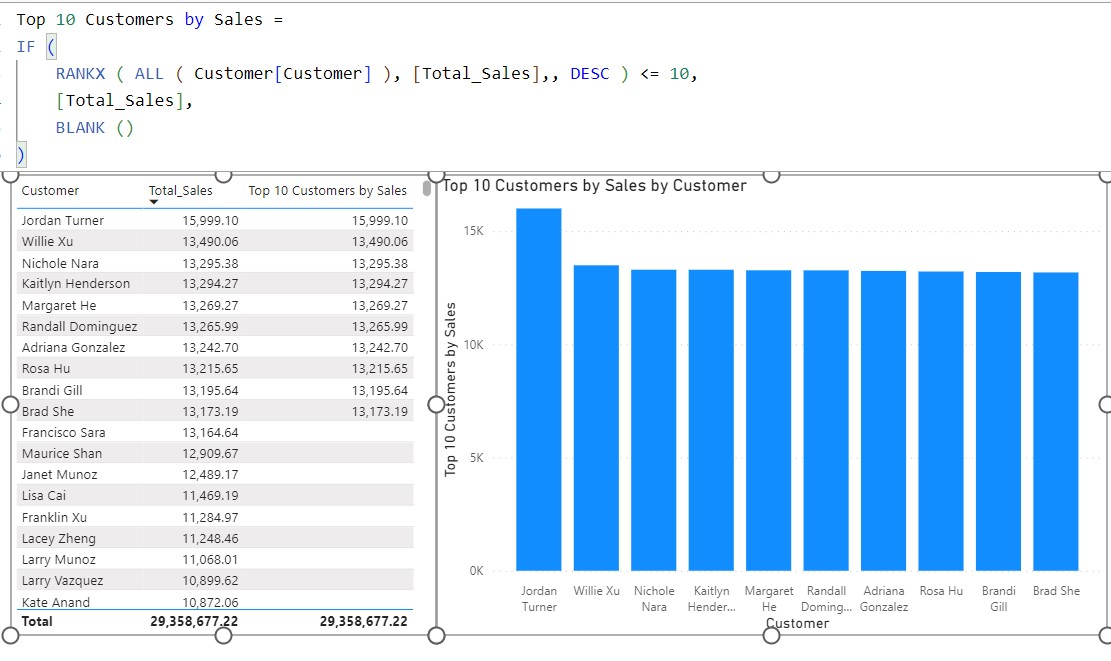 Top 10 Customers by Sales =
IF (
RANKX ( ALL ( Customer[Customer] ), [Total_Sales],, DESC ) <= 10,
[Total_Sales],
BLANK ()
)
Customer Total_Sales Top 10 Customers by Sales
Jordan Turner 15,999.10 15,999.10
Willie Xu 13,490.06 13,490.06
Nichole Nara 13,295.38 13,295.38
Kaitlyn Henderson 13,294.27 13,294.27
Margaret He 13,269.27 13,269.27
Randall Dominguez 13,265.99 13,265.99
Adriana Gonzalez 13,242.70 13,242.70
Rosa Hu 13,215.65 13,215.65
Brandi Gill 13,195.64 13,195.64
Brad She 13,173.19 13,173.19
Francisco Sara 13,164.64
Maurice Shan 12,909.67
Janet Munoz 12,489.17
Lisa Cai 11,469.19
Franklin Xu 11,284.97
Lacey Zheng 11,248.46
Larry Munoz 11,068.01
Larry Vazquez 10,899.62
Kate Anand 10,872.06
Total 29,358,677.22 29,358,677.22
Top 10 Customers by Sales by Customer
Top 10 Customers by Sales
15K
10K
5K
0K
Jordan Willie Xu Nichole Kaitlyn Margaret Randall Adriana Rosa Hu Brandi Brad She
Turner Nara Hender... He Doming... Gonzalez Gill
Customer